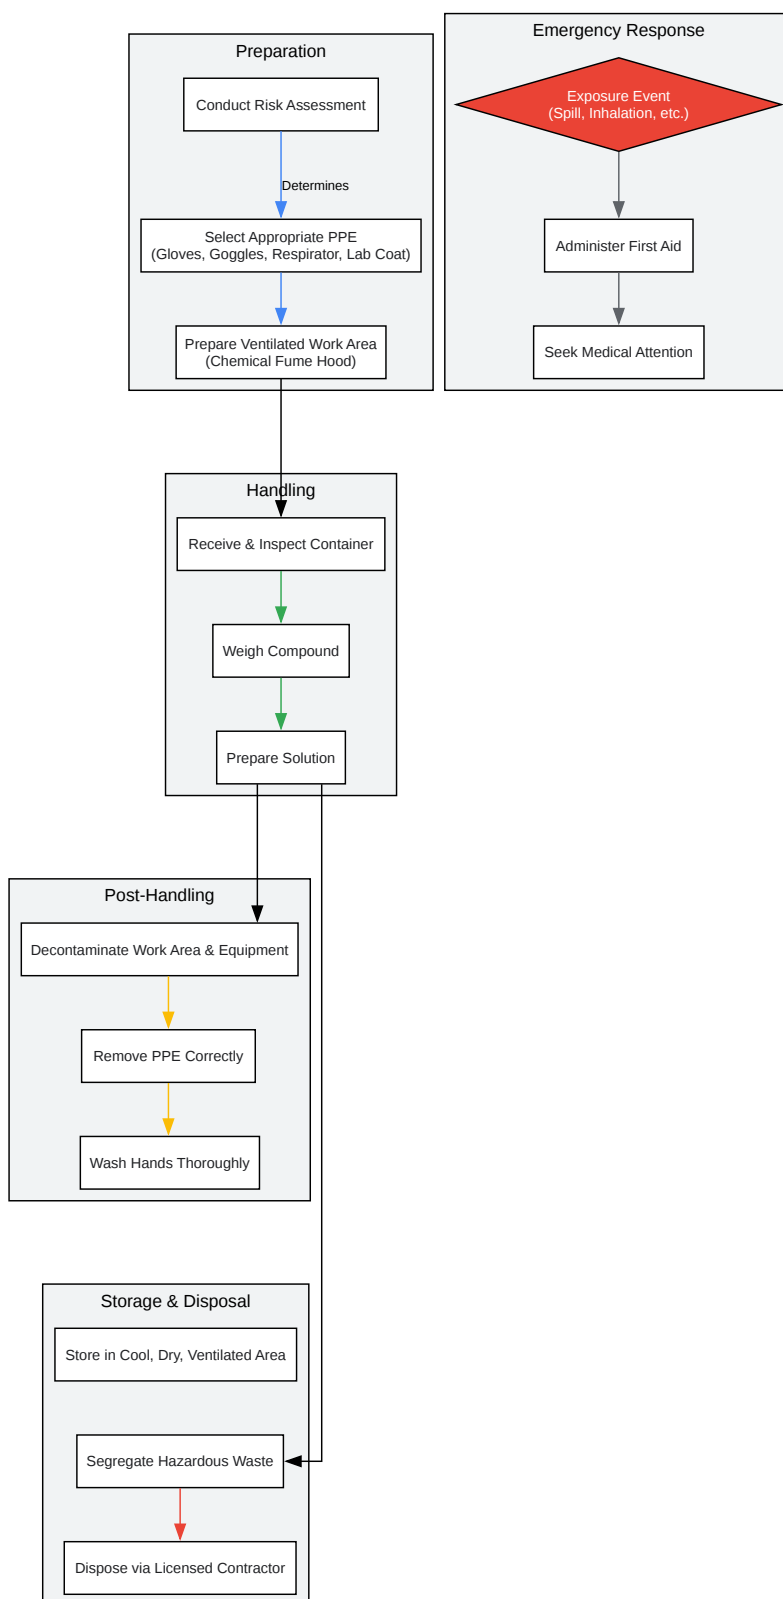 Preparation
Conduct Risk Assessment
Determines
Select Appropriate PPE
(Gloves, Goggles, Respirator, Lab Coat)
Prepare Ventilated Work Area
(Chemical Fume Hood)
Emergency Response
Exposure Event
(Spill, Inhalation, etc.)
Administer First Aid
Seek Medical Attention
Handling
Receive & Inspect Container
Weigh Compound
Prepare Solution
Post-Handling
Decontaminate Work Area & Equipment
Remove PPE Correctly
Wash Hands Thoroughly
Storage & Disposal
Store in Cool, Dry, Ventilated Area
Segregate Hazardous Waste
Dispose via Licensed Contractor